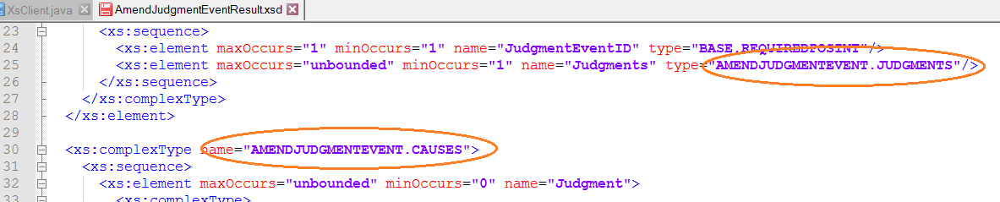 XsClient.java AmendJudgmentEventResult.xsd
23 <xs:sequence>
24 <xs:element maxOccurs="1" minOccurs="1" name="JudgmentEventID" type="BASE.REQUIREDPOSINT"/>
25 <xs:element maxOccurs="unbounded" minOccurs="1" name="Judgments" type="AMENDJUDGMENTEVENT.JUDGMENTS"/>
26 </xs:sequence>
27 </xs:complexType>
28 </xs:element>
29
30 <xs:complexType name="AMENDJUDGMENTEVENT.CAUSES">
31 <xs:sequence>
32 <xs:element maxOccurs="unbounded" minOccurs="0" name="Judgment">
33 <xs:complexType>